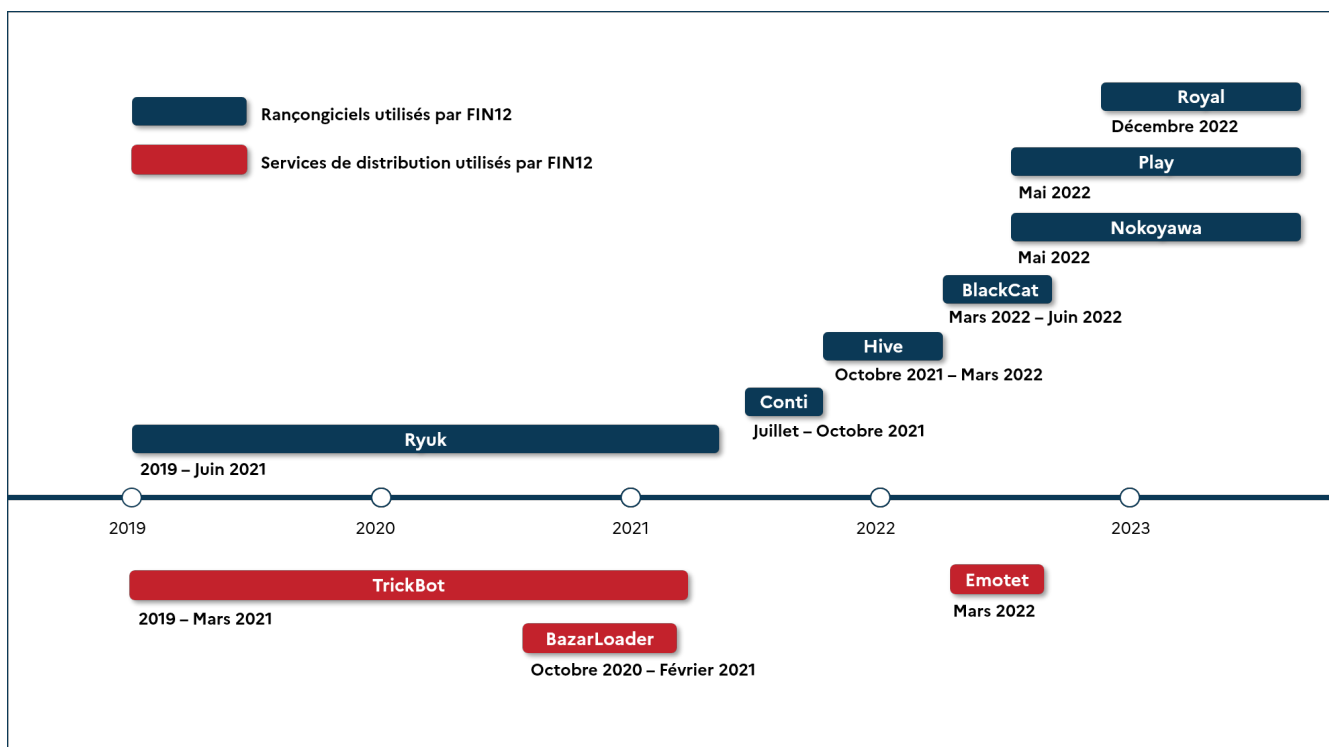 Royal
Rançongiciels utilisés par FIN12
Décembre 2022
Play
Services de distribution utilisés par FIN12
Mai 2022
Nokoyawa
Mai 2022
BlackCat
Mars 2022 – Juin 2022
Hive
Octobre 2021 – Mars 2022
Conti
Juillet – Octobre 2021
Ryuk
2019 – Juin 2021
2019
2020
2021
2022
2023
TrickBot
Emotet
2019 – Mars 2021
Mars 2022
BazarLoader
Octobre 2020 – Février 2021